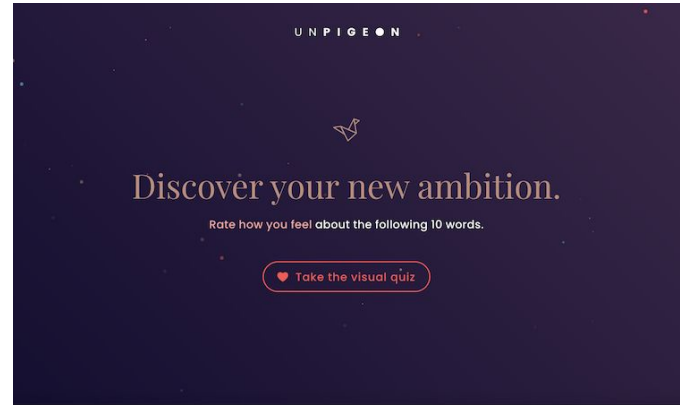 UNPIGEON
Discover your new ambition.
Rate how you feel about the following 10 words.
Take the visual quiz